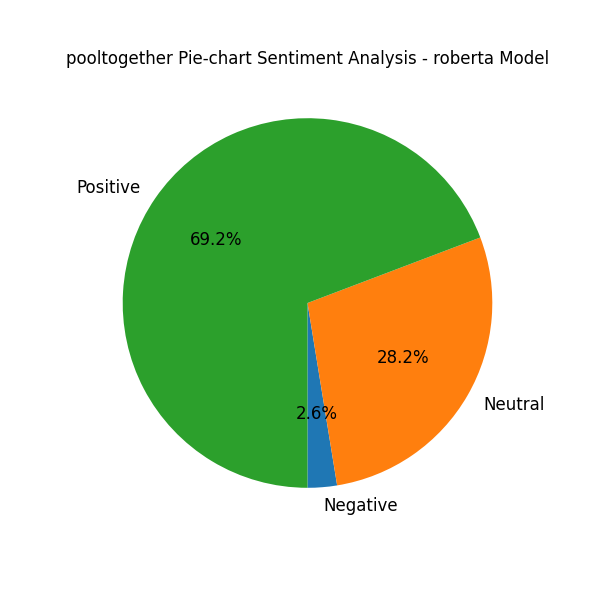 pooltogether Pie-chart Sentiment Analysis - roberta Model
Positive
69.2%
28.2%
Neutral
2.6%
Negative